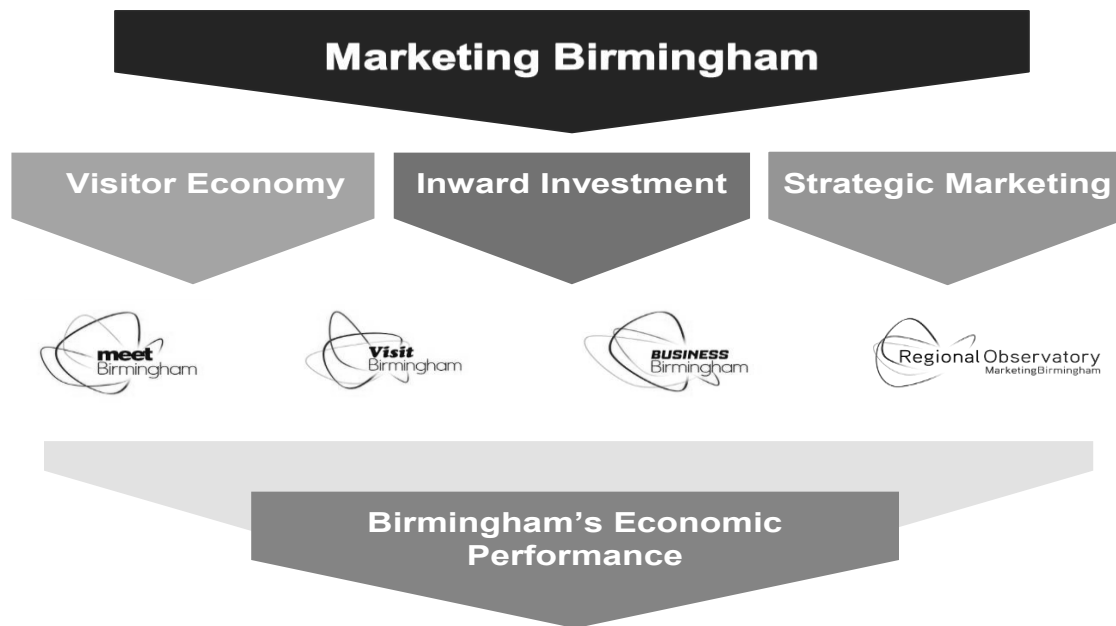 Marketing Birmingham
Visitor Economy
Inward Investment
Strategic Marketing
meet
Birmingham
Visit
Birmingham
BUSINESS
Birmingham
Regional Observatory
MarketingBirmingham
Birmingham’s Economic
Performance